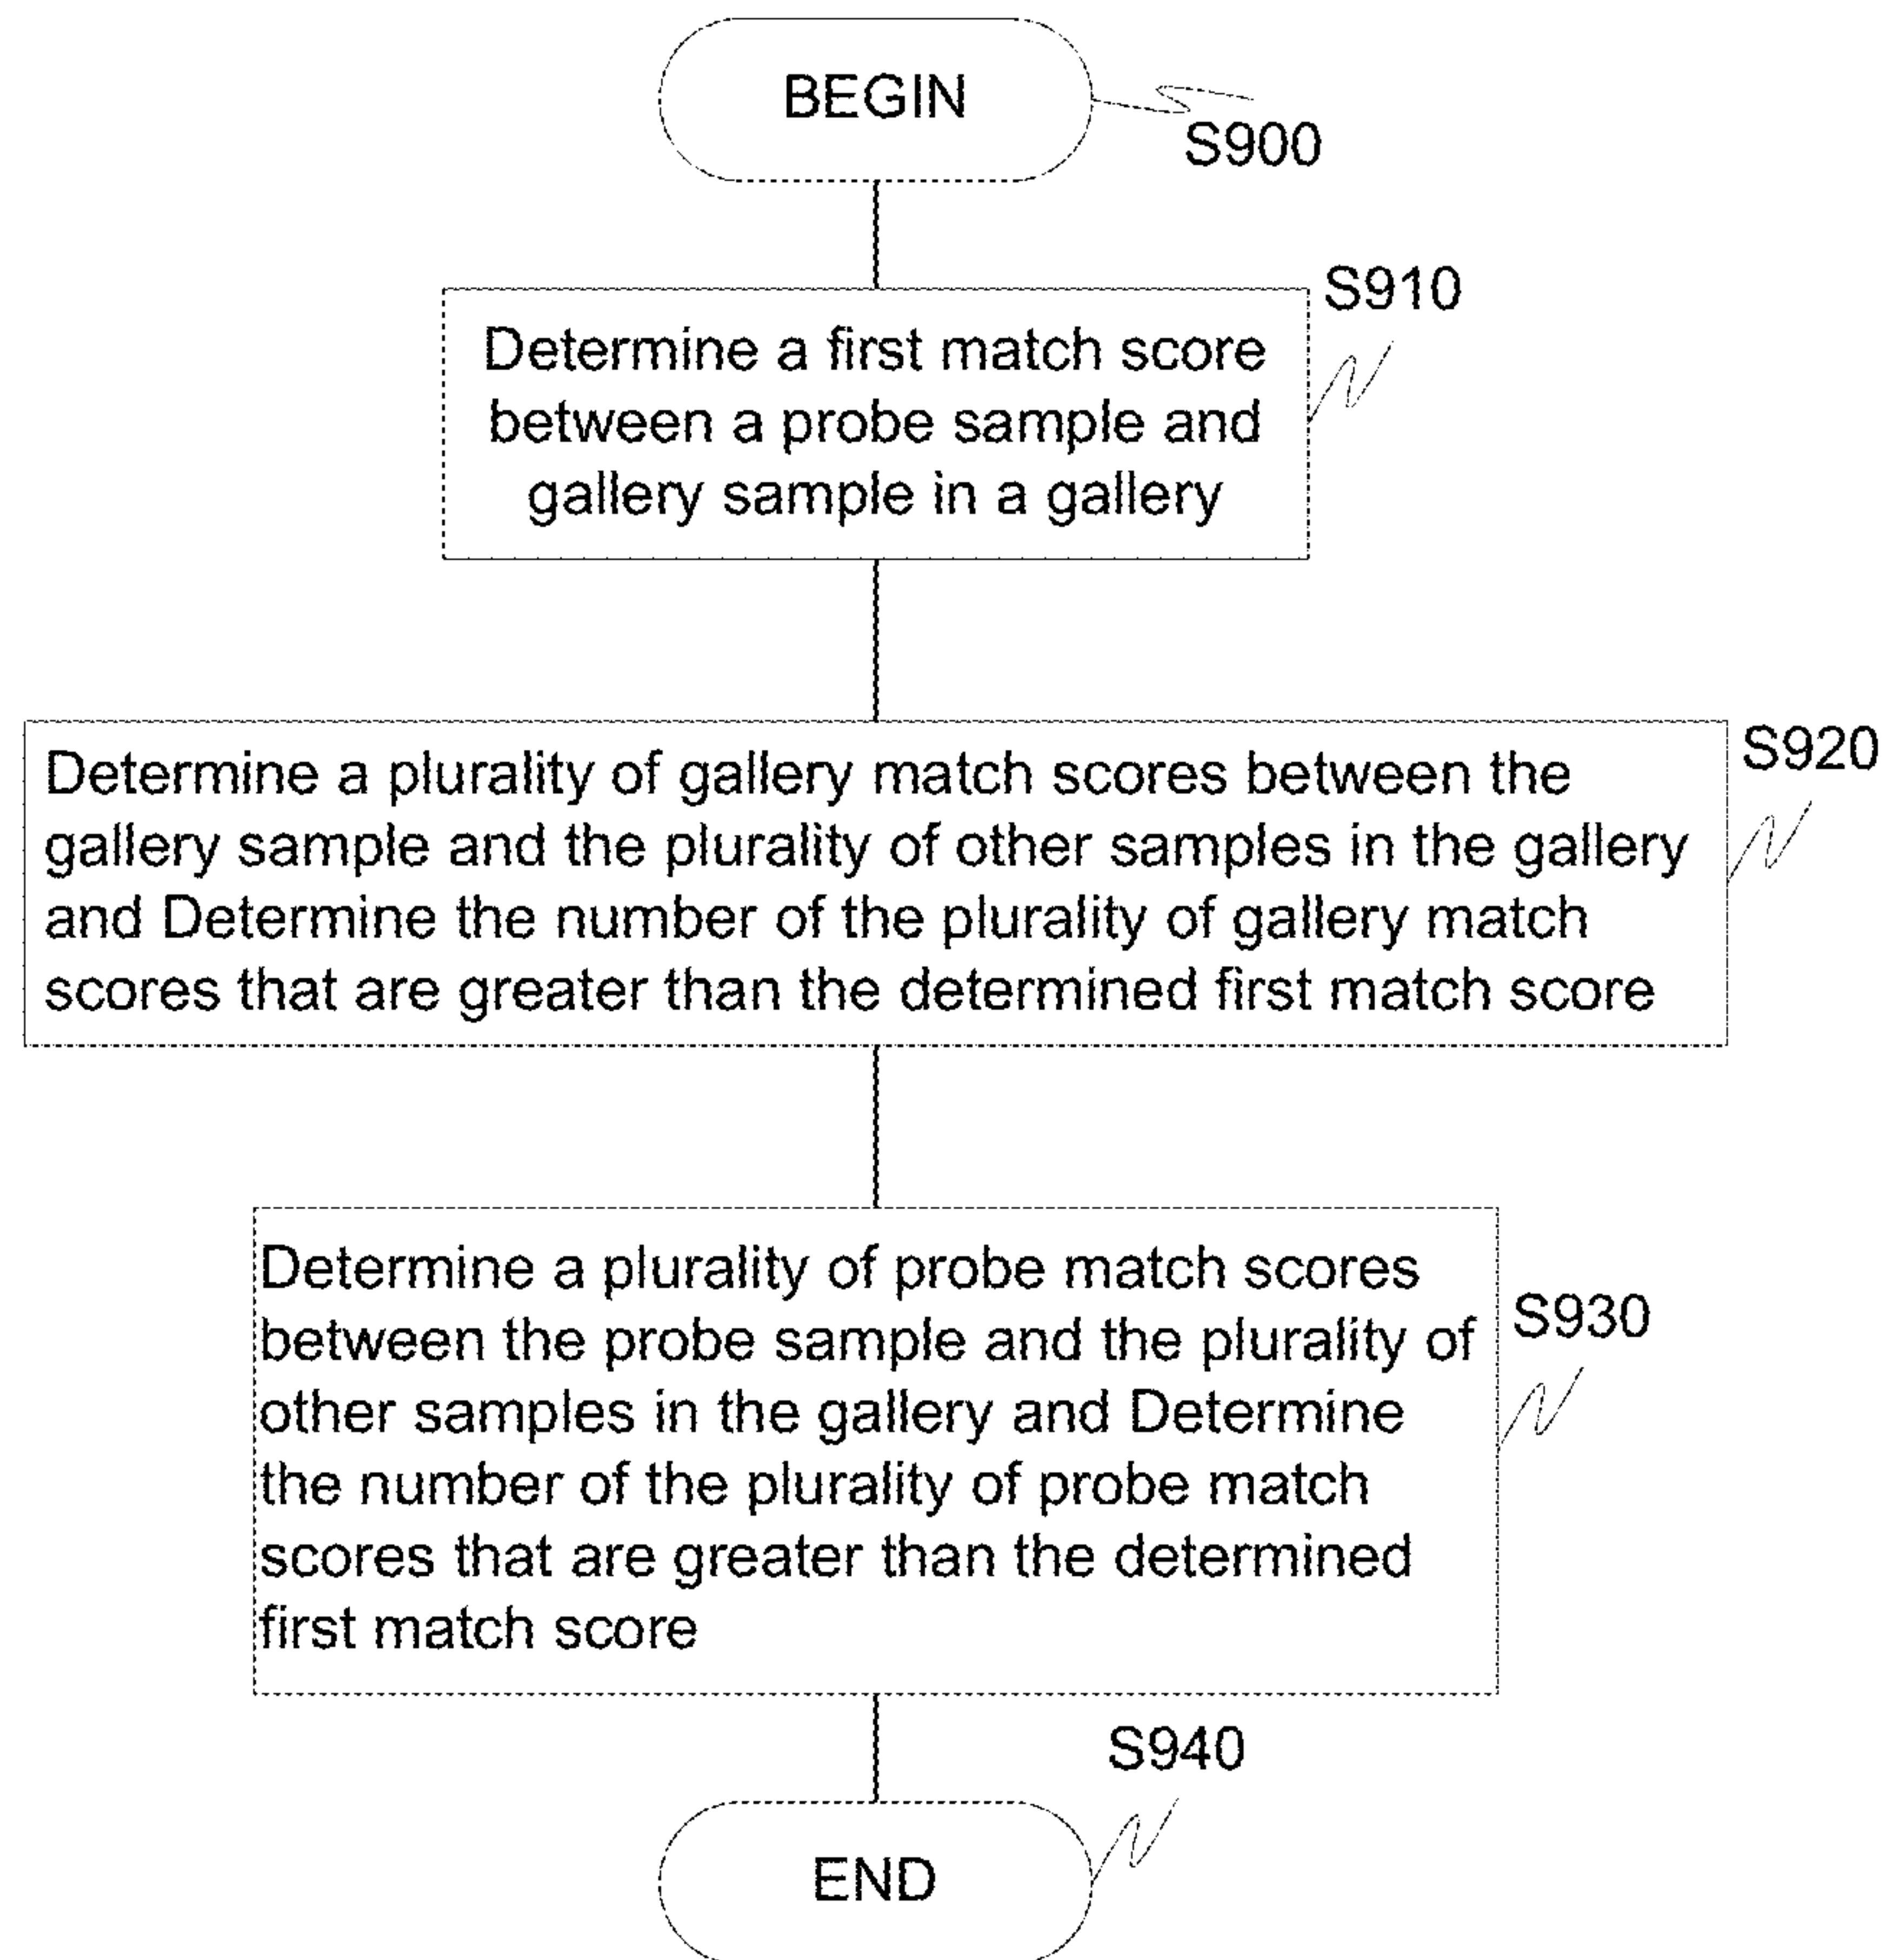 BEGIN
S900
S910
Determine a first match score
between a probe sample and
gallery sample in a gallery
S920
Determine a plurality of gallery match scores between the
gallery sample and the plurality of other samples in the gallery
and Determine the number of the plurality of gallery match
scores that are greater than the determined first match score
Determine a plurality of probe match scores
between the probe sample and the plurality of
S930
other samples in the gallery and Determine
the number of the plurality of probe match
scores that are greater than the determined
first match score
S940
END